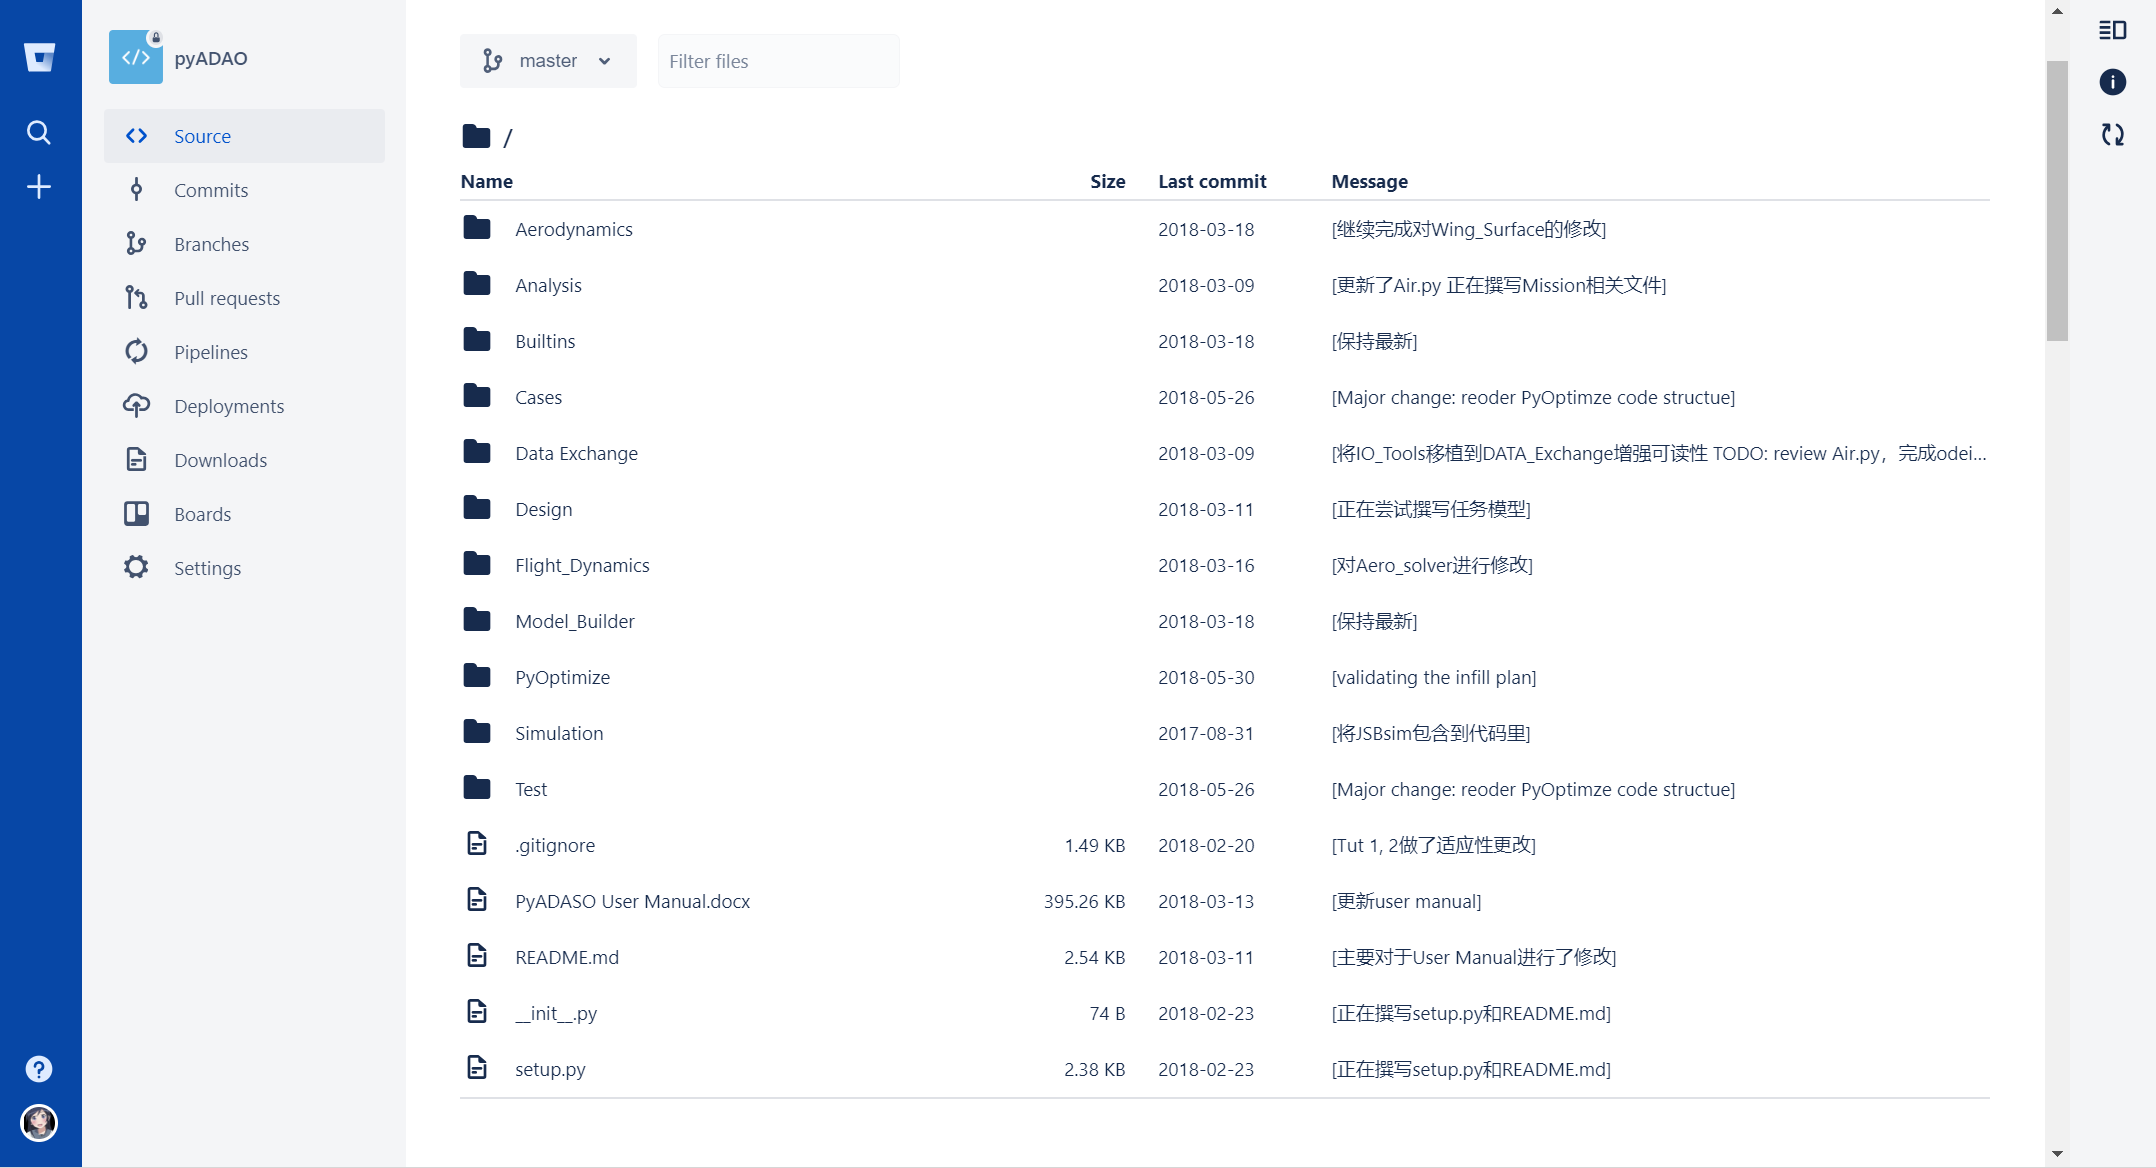 pyADAO
Source
Commits
Branches
Pull requests
Pipelines
Deployments
Downloads
Boards
Settings
master
Filter files
/
Name Size Last commit Message
Aerodynamics 2018-03-18 [继续完成对Wing_Surface的修改]
Analysis 2018-03-09 [更新了Air.py 正在撰写Mission相关文件]
Builtins 2018-03-18 [保持最新]
Cases 2018-05-26 [Major change: reoder PyOptimze code structue]
Data Exchange 2018-03-09 [将IO_Tools移植到DATA_Exchange增强可读性 TODO: review Air.py，完成odei...
Design 2018-03-11 [正在尝试撰写任务模型]
Flight_Dynamics 2018-03-16 [对Aero_solver进行修改]
Model_Builder 2018-03-18 [保持最新]
PyOptimize 2018-05-30 [validating the infill plan]
Simulation 2017-08-31 [将JSBsim包含到代码里]
Test 2018-05-26 [Major change: reoder PyOptimze code structue]
.gitignore 1.49 KB 2018-02-20 [Tut 1, 2做了适应性更改]
PyADASO User Manual.docx 395.26 KB 2018-03-13 [更新user manual]
README.md 2.54 KB 2018-03-11 [主要对于User Manual进行了修改]
__init__.py 74 B 2018-02-23 [正在撰写setup.py和README.md]
setup.py 2.38 KB 2018-02-23 [正在撰写setup.py和README.md]